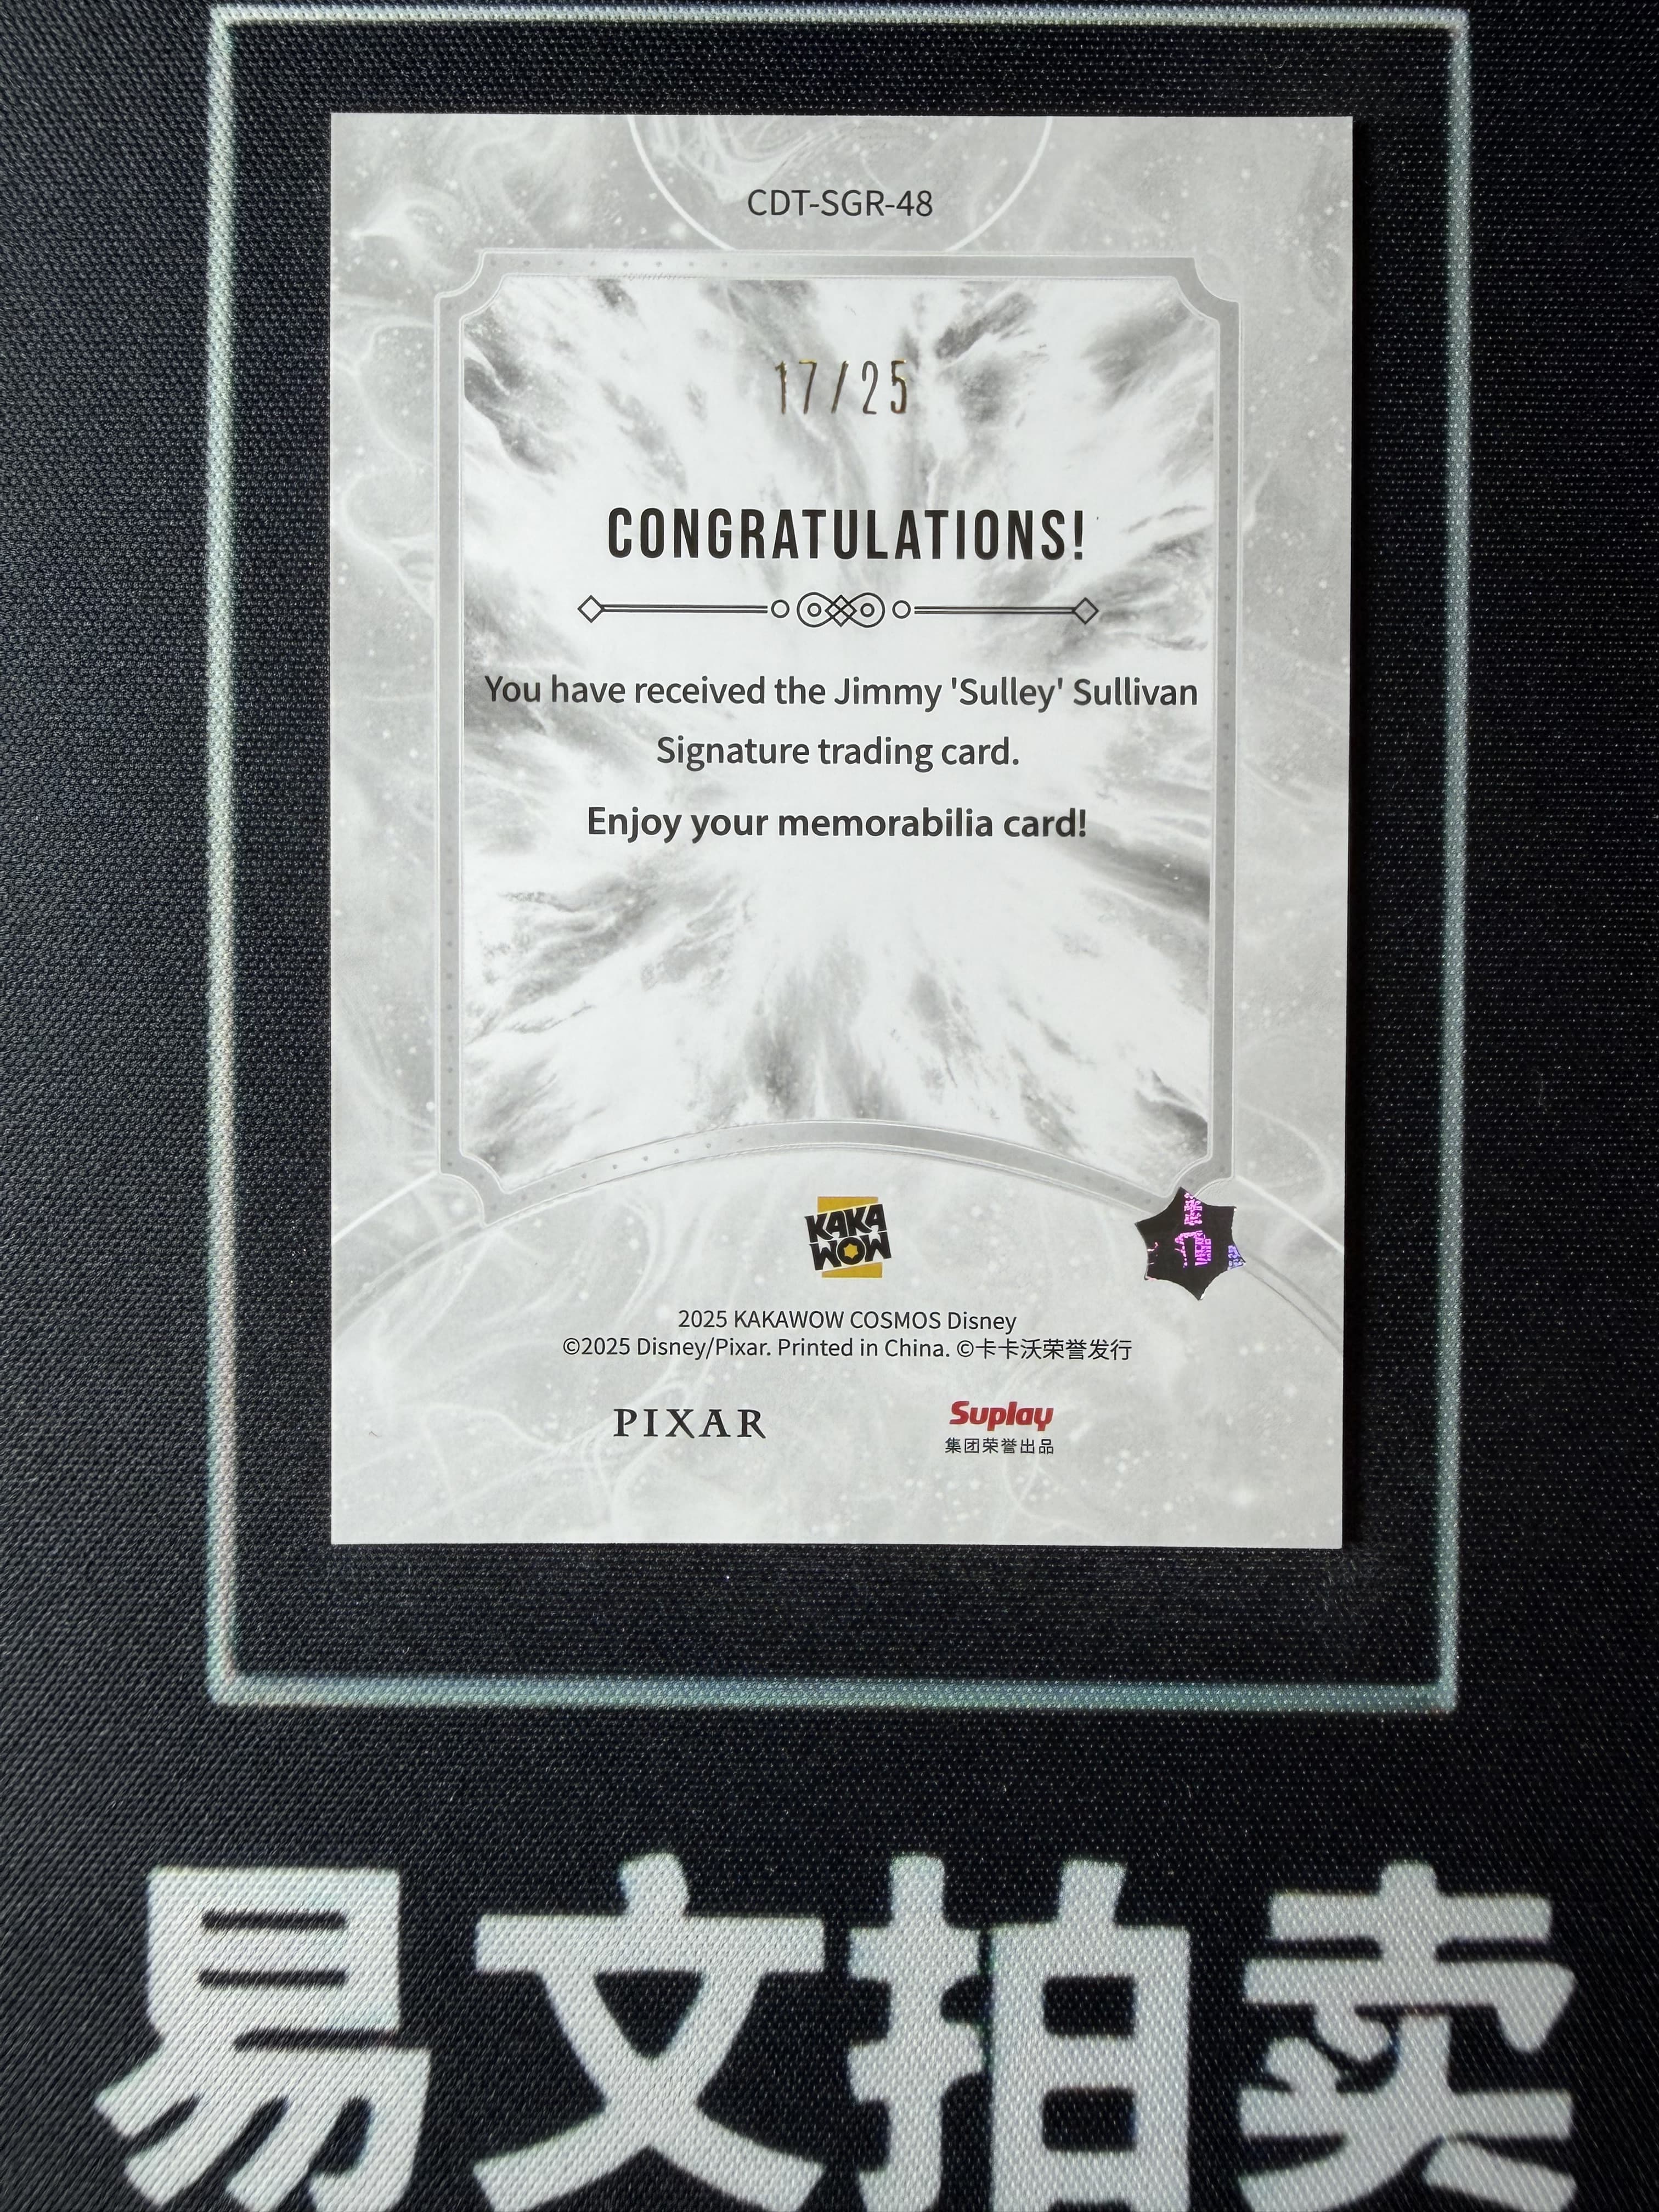 CDT-SGR-48
17/25
CONGRATULATIONS!
You have received the Jimmy 'Sulley' Sullivan
Signature trading card.
Enjoy your memorabilia card!
KAKA
WOW
2025 KAKAWOW COSMOS Disney
©2025 Disney/Pixar. Printed in China. ©卡卡沃荣誉发行
PIXAR
Suplay
集团荣誉出品
易文拍卖